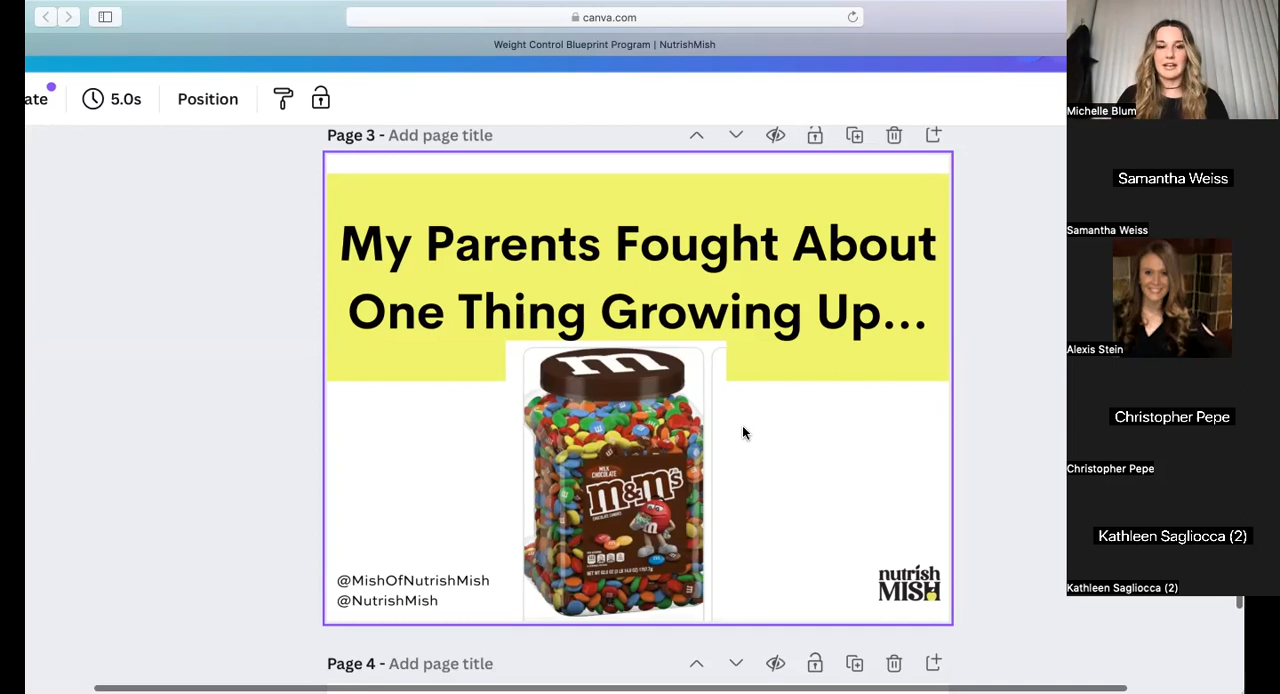 canva.com
Weight Control Blueprint Program | NutrishMish
ate
5.0s
Position
Page 3 - Add page title
My Parents Fought About
One Thing Growing Up...
m
MILK
CHOCOLATE
m&m's
@MishOfNutrishMish
@NutrishMish
nutrish
MISH
Page 4 - Add page title
Michelle Blum
Samantha Weiss
Samantha Weiss
Alexis Stein
Christopher Pepe
Christopher Pepe
Kathleen Sagliocca (2)
Kathleen Sagliocca (2)